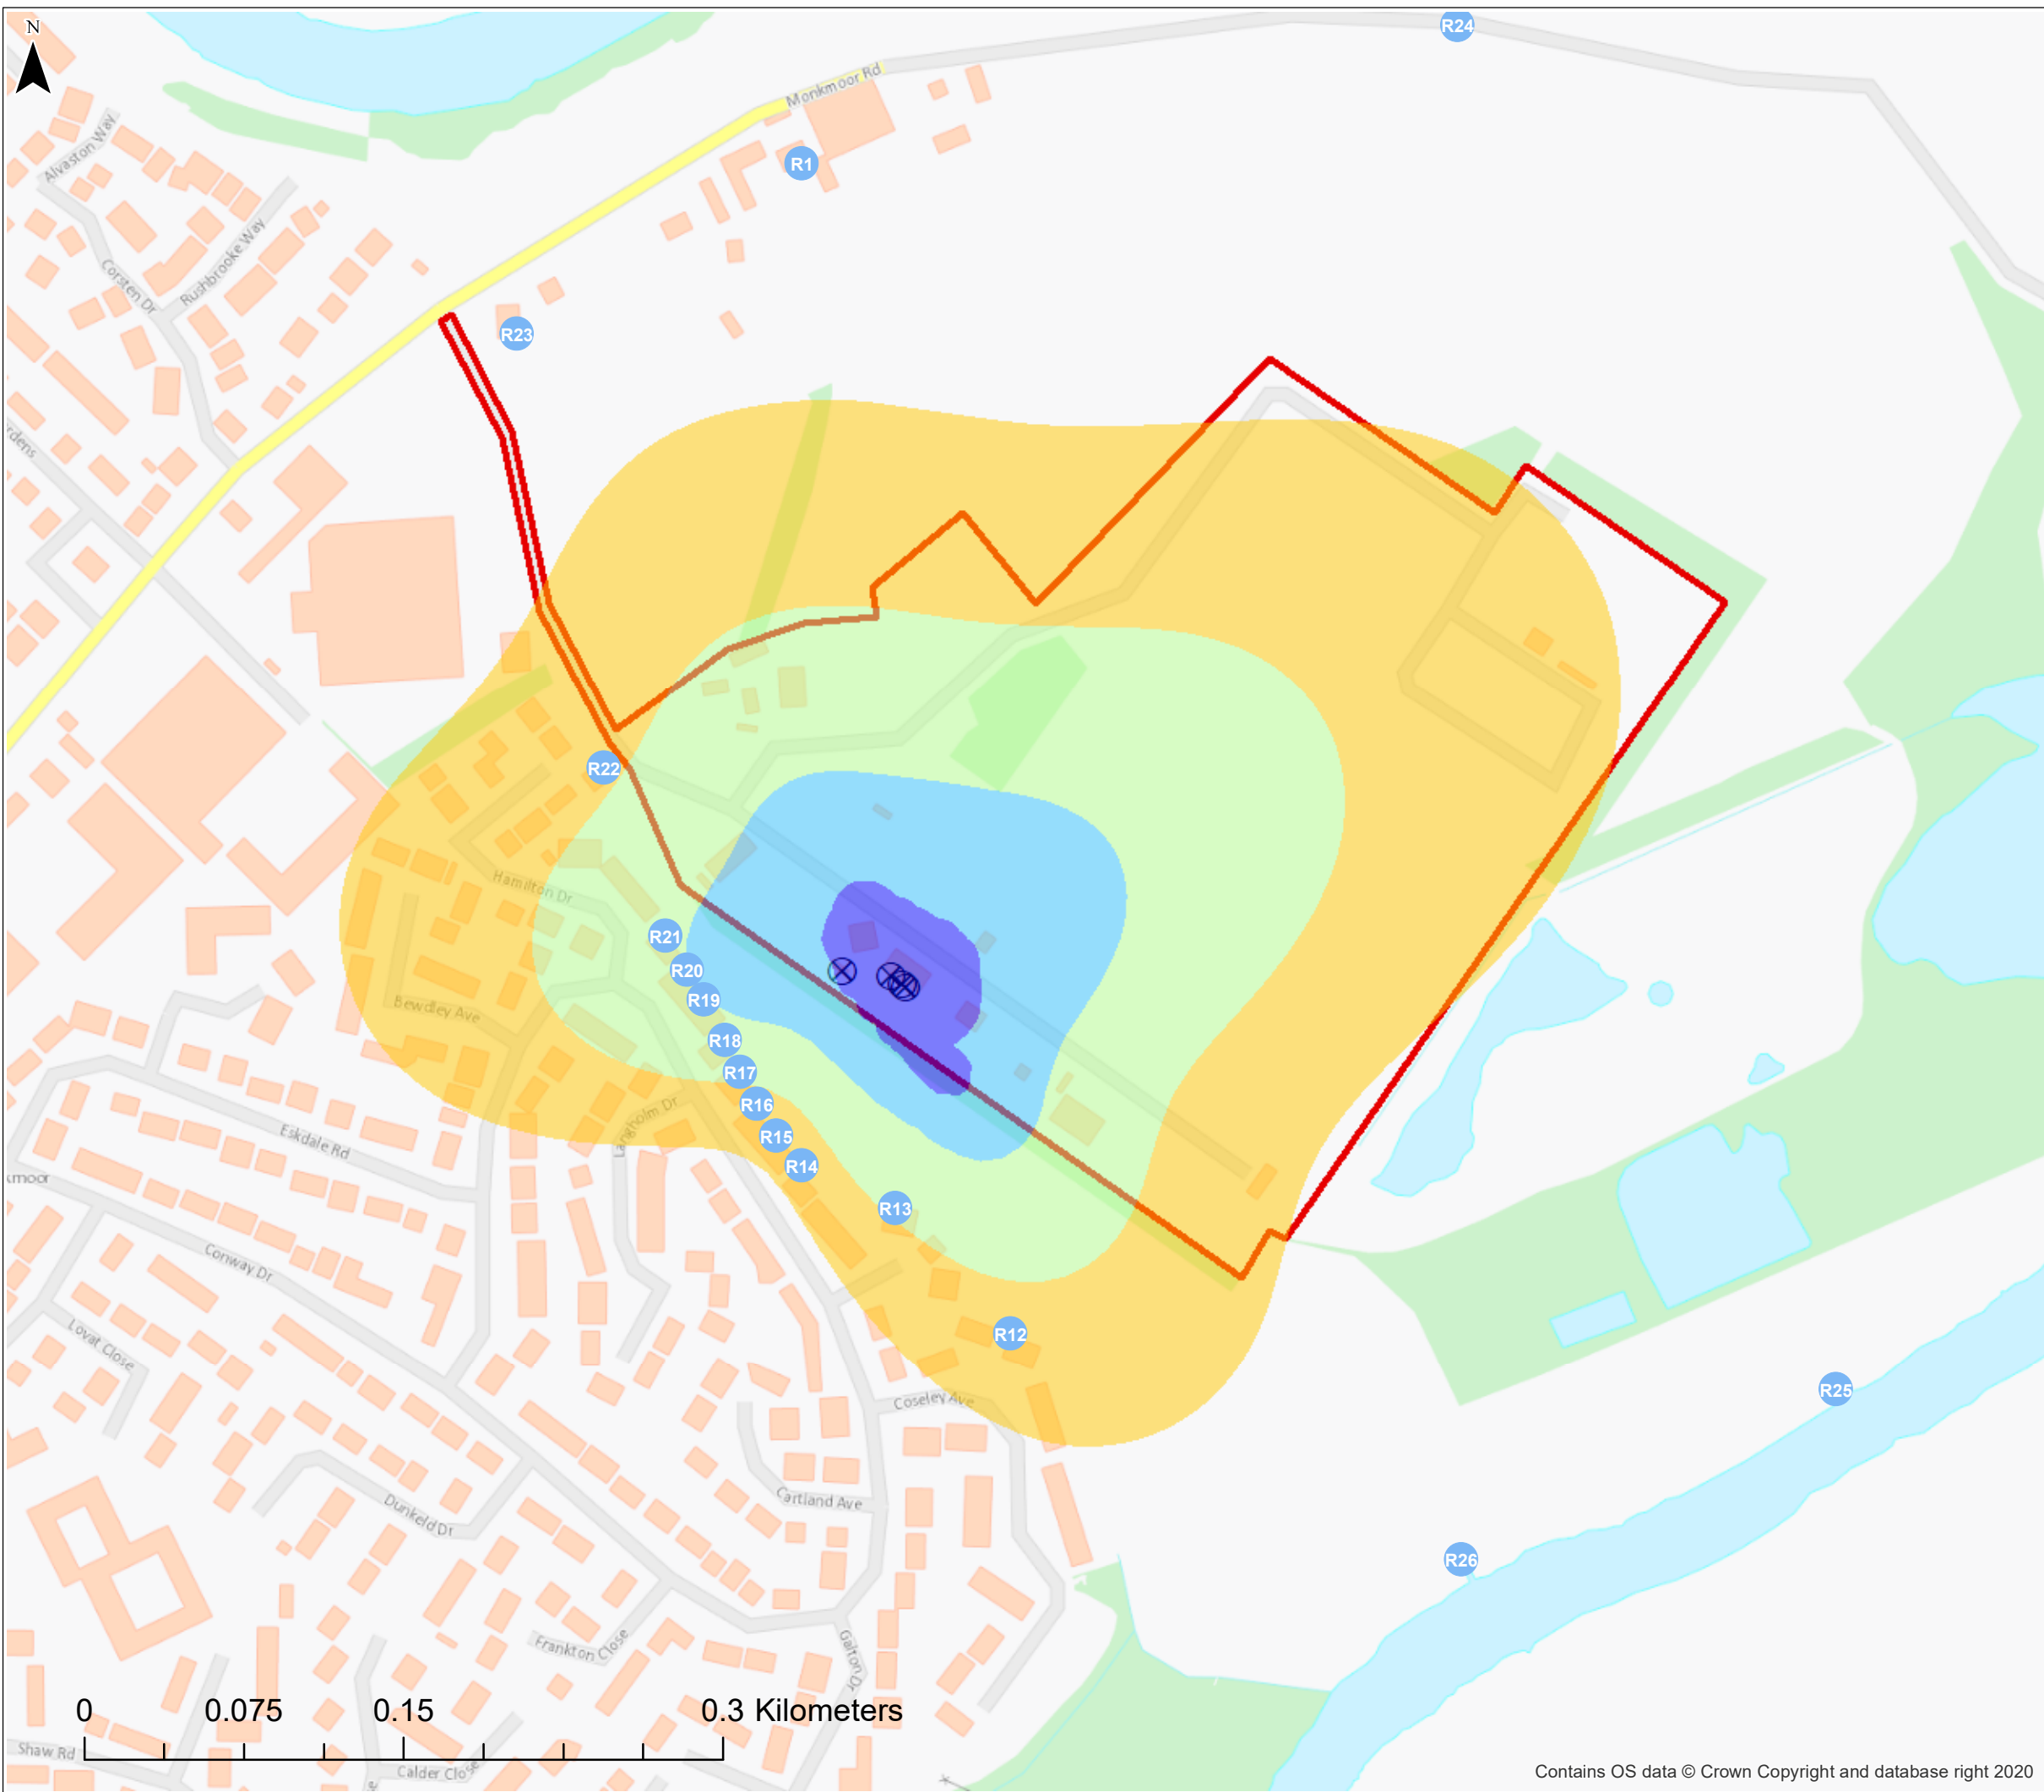 N
R24
Monkmoor Rd
R1
Alvaston Way
Rushbrooke Way
Corsten Dr
R23
rdens
R22
Hamilton Dr
R21
R20
R19
Bewdley Ave
R18
R17
R16
Langholm Dr
R15
R14
Eskdale Rd
kmoor
R13
Conway Dr
R12
Lovat Close
R25
Coseley Ave
Cartland Ave
Dunkeld Dr
R26
Frankton Close
Galton Dr
0 0.075 0.15 0.3 Kilometers
Shaw Rd
Calder Close
Contains OS data © Crown Copyright and database right 2020